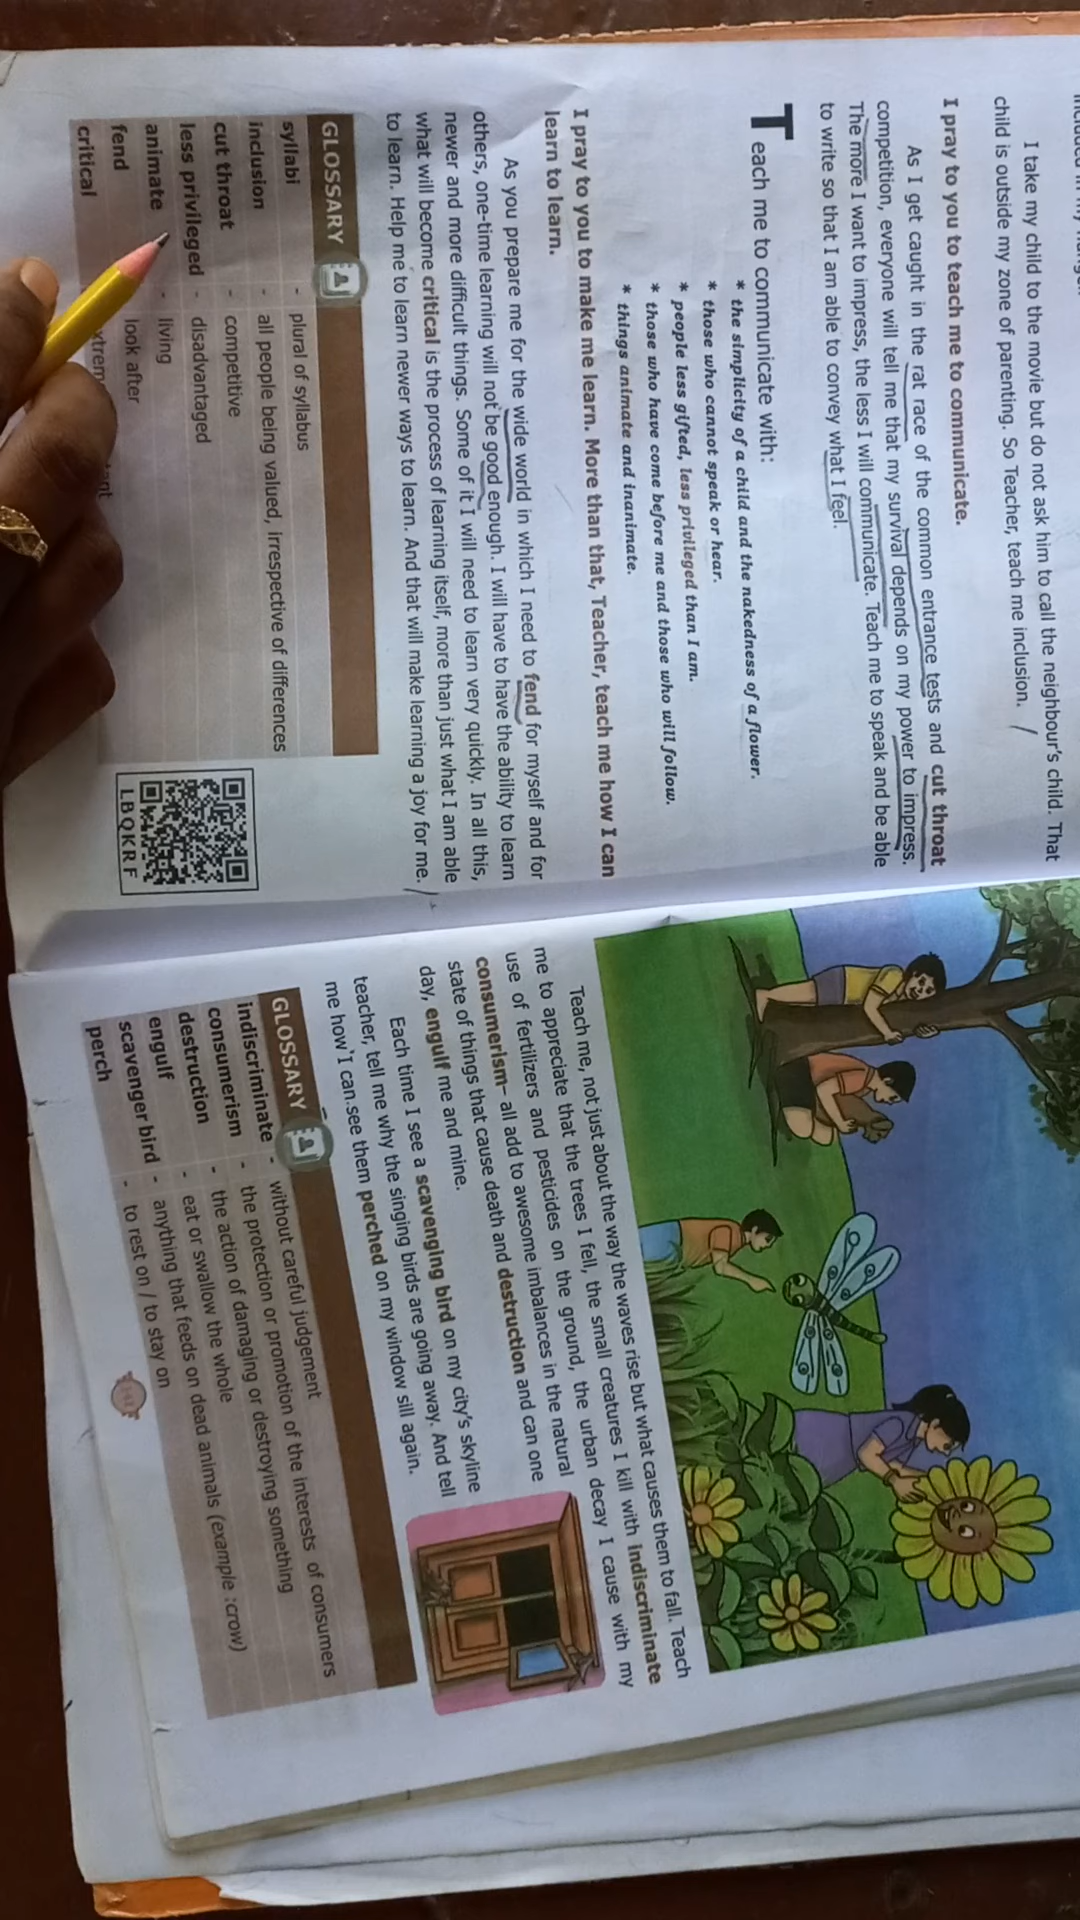 I take my child to the movie but do not ask him to call the neighbour's child. That
child is outside my zone of parenting. So Teacher, teach me inclusion.
I pray to you to teach me to communicate.
As I get caught in the rat race of the common entrance tests and cut throat
competition, everyone will tell me that my survival depends on my power to impress.
The more I want to impress, the less I will communicate. Teach me to speak and be able
to write so that I am able to convey what I feel.
Teach me to communicate with:
* the simplicity of a child and the nakedness of a flower.
* those who cannot speak or hear.
* people less gifted, less privileged than I am.
* those who have come before me and those who will follow.
* things animate and inanimate.
I pray to you to make me learn. More than that, Teacher, teach me how I can
learn to learn.
As you prepare me for the wide world in which I need to fend for myself and for
others, one-time learning will not be good enough. I will have to have the ability to learn
newer and more difficult things. Some of it I will need to learn very quickly. In all this,
what will become critical is the process of learning itself, more than just what I am able
to learn. Help me to learn newer ways to learn. And that will make learning a joy for me.
GLOSSARY
syllabi - plural of syllabus
inclusion - all people being valued, irrespective of differences
cut throat - competitive
less privileged - disadvantaged
animate - living
fend look after
critical
LBQKRF
Teach me, not just about the way the waves rise but what causes them to fall. Teach
me to appreciate that the trees I fell, the small creatures I kill with indiscriminate
use of fertilizers and pesticides on the ground, the urban decay I cause with my
consumerism– all add to awesome imbalances in the natural
state of things that cause death and destruction and can one
day, engulf me and mine.
Each time I see a scavenging bird on my city's skyline
teacher, tell me why the singing birds are going away. And tell
me how I can see them perched on my window sill again.
GLOSSARY
indiscriminate - without careful judgement
consumerism - the protection or promotion of the interests of consumers
destruction - the action of damaging or destroying something
engulf - eat or swallow the whole
scavenger bird - anything that feeds on dead animals (example :crow)
perch - to rest on / to stay on